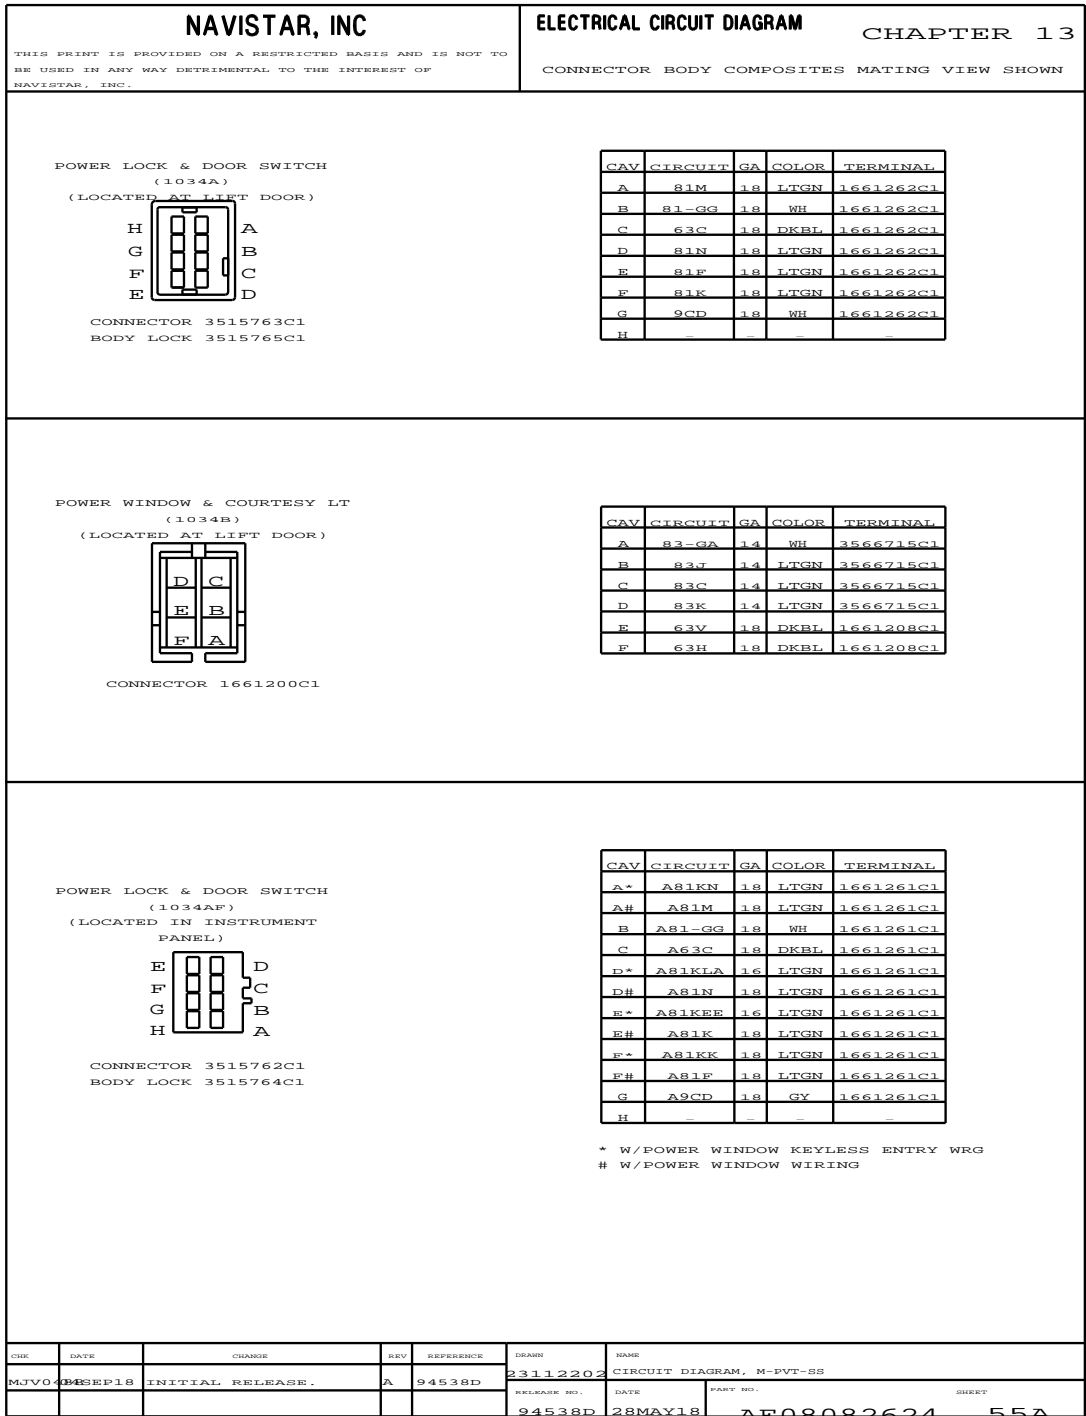 NAVISTAR, INC
THIS PRINT IS PROVIDED ON A RESTRICTED BASIS AND IS NOT TO
BE USED IN ANY WAY DETRIMENTAL TO THE INTEREST OF
NAVISTAR, INC.
ELECTRICAL CIRCUIT DIAGRAM
CHAPTER 13
CONNECTOR BODY COMPOSITES MATING VIEW SHOWN
POWER LOCK & DOOR SWITCH
(1034A)
(LOCATED AT LIFT DOOR)
H A
G B
F C
E D
CONNECTOR 3515763C1
BODY LOCK 3515765C1
CAV CIRCUIT GA COLOR TERMINAL
A 81M 18 LTGN 1661262C1
B 81-GG 18 WH 1661262C1
C 63C 18 DKBL 1661262C1
D 81N 18 LTGN 1661262C1
E 81F 18 LTGN 1661262C1
F 81K 18 LTGN 1661262C1
G 9CD 18 WH 1661262C1
H – – – –
POWER WINDOW & COURTESY LT
(1034B)
(LOCATED AT LIFT DOOR)
D C
E B
F A
CONNECTOR 1661200C1
CAV CIRCUIT GA COLOR TERMINAL
A 83-GA 14 WH 3566715C1
B 83J 14 LTGN 3566715C1
C 83C 14 LTGN 3566715C1
D 83K 14 LTGN 3566715C1
E 63V 18 DKBL 1661208C1
F 63H 18 DKBL 1661208C1
POWER LOCK & DOOR SWITCH
(1034AF)
(LOCATED IN INSTRUMENT
PANEL)
E D
F C
G B
H A
CONNECTOR 3515762C1
BODY LOCK 3515764C1
CAV CIRCUIT GA COLOR TERMINAL
A* A81KN 18 LTGN 1661261C1
A# A81M 18 LTGN 1661261C1
B A81-GG 18 WH 1661261C1
C A63C 18 DKBL 1661261C1
D* A81KLA 16 LTGN 1661261C1
D# A81N 18 LTGN 1661261C1
E* A81KEE 16 LTGN 1661261C1
E# A81K 18 LTGN 1661261C1
F* A81KK 18 LTGN 1661261C1
F# A81F 18 LTGN 1661261C1
G A9CD 18 GY 1661261C1
H – – – –
* W/POWER WINDOW KEYLESS ENTRY WRG
# W/POWER WINDOW WIRING
CHK DATE CHANGE REV REFERENCE
INITIAL RELEASE. A 94538D
DRAWN
23112202
NAME
CIRCUIT DIAGRAM, M-PVT-SS
RELEASE NO. DATE PART NO. SHEET
94538D 28MAY18 AF08082624 55A